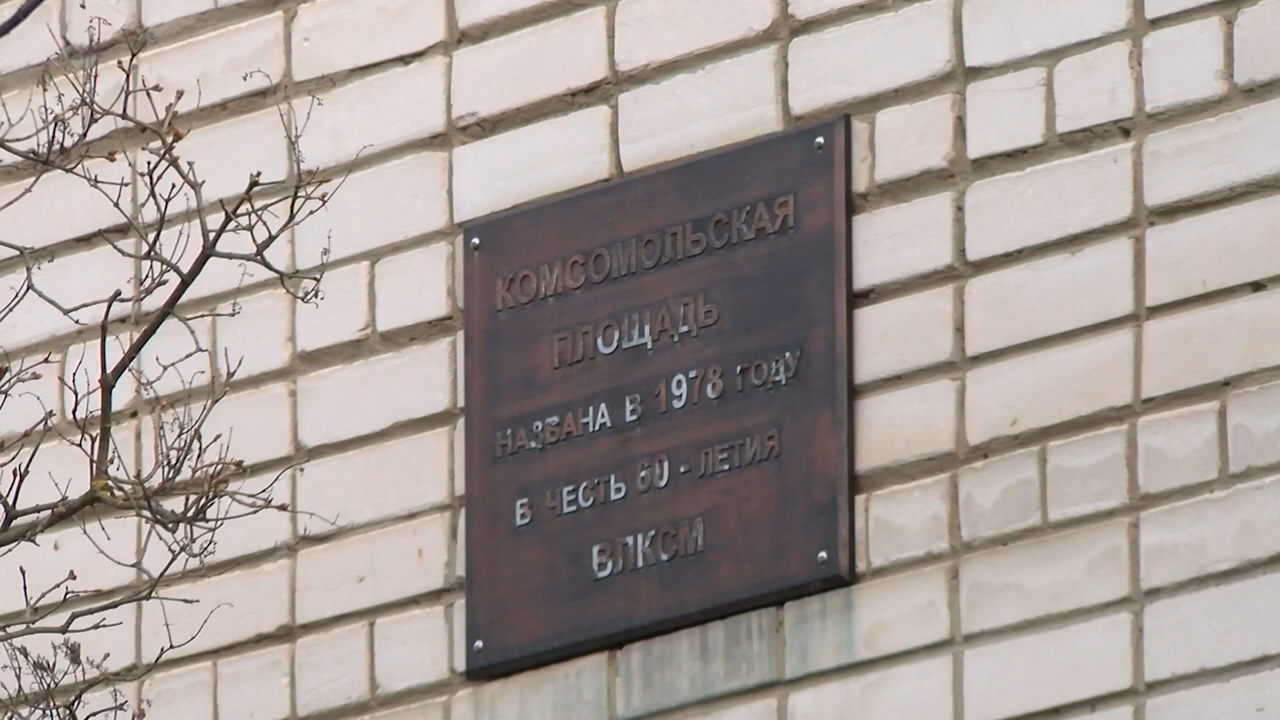 КОМСОМОЛЬСКАЯ
ПЛОЩАДЬ
НАЗВАНА В 1978 ГОДУ
В ЧЕСТЬ 60 - ЛЕТИЯ
ВЛКСМ